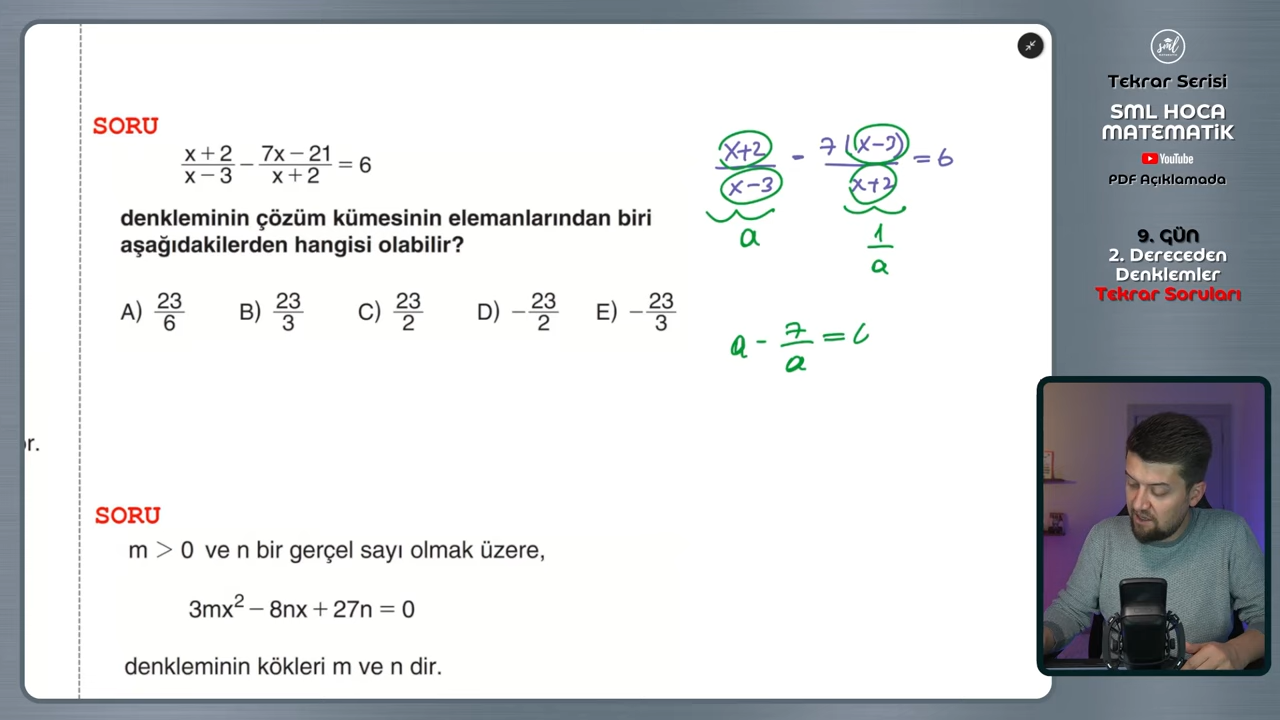 SORU
x + 2 / x − 3 − 7x − 21 / x + 2 = 6
denkleminin çözüm kümesinin elemanlarından biri
aşağıdakilerden hangisi olabilir?
A) 23/6 B) 23/3 C) 23/2 D) − 23/2 E) − 23/3
x+2 / x-3 - 7(x-3) / x+2 = 6
a 1/a
a - 7/a = 6
or.
SORU
m > 0 ve n bir gerçel sayı olmak üzere,
3mx² − 8nx + 27n = 0
denkleminin kökleri m ve n dir.
sml
Tekrar Serisi
SML HOCA
MATEMATİK
YouTube
PDF Açıklamada
9. GÜN
2. Dereceden
Denklemler
Tekrar Soruları